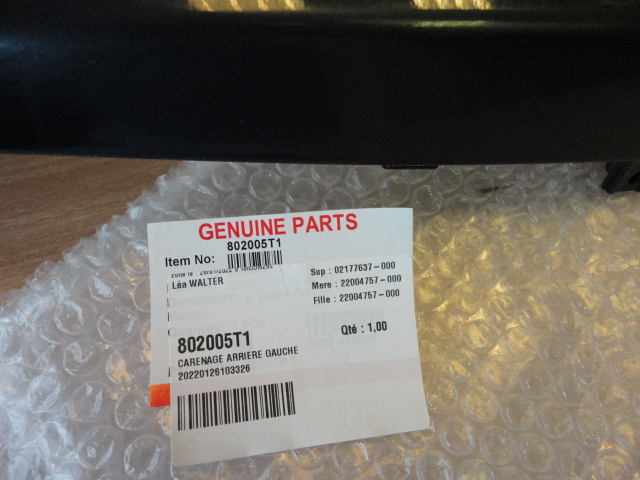 GENUINE PARTS
802005T1
Item No:
Léa WALTER
Sup : 02177637-000
Mere : 22004757-000
Fille : 22004757-000
802005T1
Qté : 1,00
CARENAGE ARRIERE GAUCHE
20220126103326